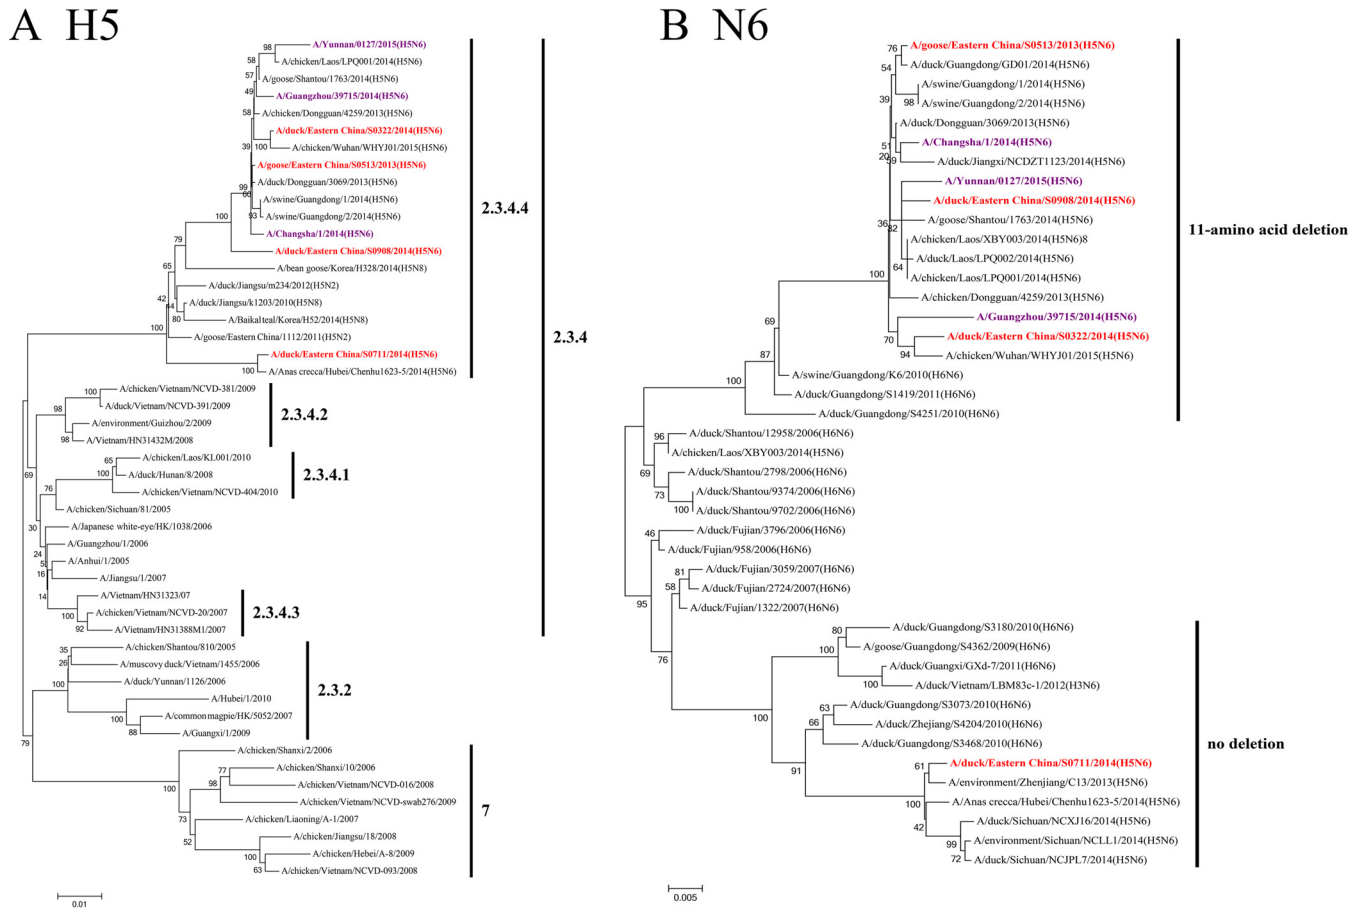 A H5
98
A/Yunnan/0127/2015(H5N6)
58
A/chicken/Laos/LPQ001/2014(H5N6)
57
A/goose/Shantou/1763/2014(H5N6)
49
A/Guangzhou/39715/2014(H5N6)
58
A/chicken/Dongguan/4259/2013(H5N6)
A/duck/Eastern China/S0322/2014(H5N6)
39
100
A/chicken/Wuhan/WHYJ01/2015(H5N6)
A/goose/Eastern China/S0513/2013(H5N6)
A/duck/Dongguan/3069/2013(H5N6)
99
60
A/swine/Guangdong/1/2014(H5N6)
93
A/swine/Guangdong/2/2014(H5N6)
100
A/Changsha/1/2014(H5N6)
79
A/duck/Eastern China/S0908/2014(H5N6)
65
A/bean goose/Korea/H328/2014(H5N8)
A/duck/Jiangsu/m234/2012(H5N2)
42
A/duck/Jiangsu/k1203/2010(H5N8)
80
A/Baikal teal/Korea/H52/2014(H5N8)
100
A/goose/Eastern China/1112/2011(H5N2)
A/duck/Eastern China/S0711/2014(H5N6)
100
A/Anas crecca/Hubei/Chenhu1623-5/2014(H5N6)
2.3.4.4
2.3.4
100
A/chicken/Vietnam/NCVD-381/2009
98
A/duck/Vietnam/NCVD-391/2009
A/environment/Guizhou/2/2009
98
A/Vietnam/HN31432M/2008
2.3.4.2
69
65
A/chicken/Laos/KL001/2010
100
A/duck/Hunan/8/2008
76
A/chicken/Vietnam/NCVD-404/2010
2.3.4.1
A/chicken/Sichuan/81/2005
30
A/Japanese white-eye/HK/1038/2006
A/Guangzhou/1/2006
24
5
A/Anhui/1/2005
16
A/Jiangsu/1/2007
14
A/Vietnam/HN31323/07
100
A/chicken/Vietnam/NCVD-20/2007
92
A/Vietnam/HN31388M1/2007
2.3.4.3
35
A/chicken/Shantou/810/2005
26
A/muscovy duck/Vietnam/1455/2006
100
A/duck/Yunnan/1126/2006
A/Hubei/1/2010
100
A/common magpie/HK/5052/2007
88
A/Guangxi/1/2009
2.3.2
79
A/chicken/Shanxi/2/2006
77
A/chicken/Shanxi/10/2006
100
98
A/chicken/Vietnam/NCVD-016/2008
A/chicken/Vietnam/NCVD-swab276/2009
73
A/chicken/Liaoning/A-1/2007
52
A/chicken/Jiangsu/18/2008
100
A/chicken/Hebei/A-8/2009
63
A/chicken/Vietnam/NCVD-093/2008
7
0.01
B N6
76
A/goose/Eastern China/S0513/2013(H5N6)
54
A/duck/Guangdong/GD01/2014(H5N6)
A/swine/Guangdong/1/2014(H5N6)
39
98
A/swine/Guangdong/2/2014(H5N6)
A/duck/Dongguan/3069/2013(H5N6)
51
A/Changsha/1/2014(H5N6)
20
59
A/duck/Jiangxi/NCDZT1123/2014(H5N6)
A/Yunnan/0127/2015(H5N6)
A/duck/Eastern China/S0908/2014(H5N6)
36
32
A/goose/Shantou/1763/2014(H5N6)
A/chicken/Laos/XBY003/2014(H5N6)8
A/duck/Laos/LPQ002/2014(H5N6)
64
100
A/chicken/Laos/LPQ001/2014(H5N6)
A/chicken/Dongguan/4259/2013(H5N6)
A/Guangzhou/39715/2014(H5N6)
69
70
A/duck/Eastern China/S0322/2014(H5N6)
94
A/chicken/Wuhan/WHYJ01/2015(H5N6)
87
A/swine/Guangdong/K6/2010(H6N6)
100
A/duck/Guangdong/S1419/2011(H6N6)
A/duck/Guangdong/S4251/2010(H6N6)
11-amino acid deletion
96
A/duck/Shantou/12958/2006(H6N6)
A/chicken/Laos/XBY003/2014(H5N6)
69
A/duck/Shantou/2798/2006(H6N6)
73
A/duck/Shantou/9374/2006(H6N6)
100
A/duck/Shantou/9702/2006(H6N6)
46
A/duck/Fujian/3796/2006(H6N6)
A/duck/Fujian/958/2006(H6N6)
81
A/duck/Fujian/3059/2007(H6N6)
58
A/duck/Fujian/2724/2007(H6N6)
95
A/duck/Fujian/1322/2007(H6N6)
80
A/duck/Guangdong/S3180/2010(H6N6)
100
A/goose/Guangdong/S4362/2009(H6N6)
76
A/duck/Guangxi/GXd-7/2011(H6N6)
100
A/duck/Vietnam/LBM83c-1/2012(H3N6)
63
A/duck/Guangdong/S3073/2010(H6N6)
100
66
A/duck/Zhejiang/S4204/2010(H6N6)
A/duck/Guangdong/S3468/2010(H6N6)
91
61
A/duck/Eastern China/S0711/2014(H5N6)
A/environment/Zhenjiang/C13/2013(H5N6)
100
A/Anas crecca/Hubei/Chenhu1623-5/2014(H5N6)
42
A/duck/Sichuan/NCXJ16/2014(H5N6)
99
A/environment/Sichuan/NCLL1/2014(H5N6)
72
A/duck/Sichuan/NCJPL7/2014(H5N6)
no deletion
0.005